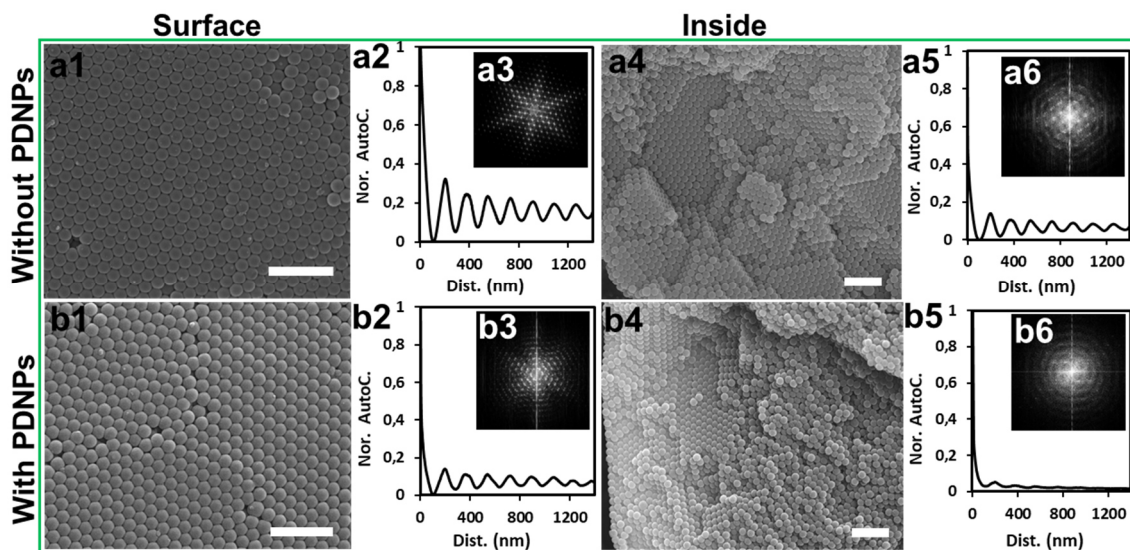 Surface Inside
Without PDNPs
a1
a2
1
0,8
0,6
0,4
0,2
0
Nor. AutoC.
a3
0 400 800 1200
Dist. (nm)
a4
a5
1
0,8
0,6
0,4
0,2
0
Nor. AutoC.
a6
0 400 800 1200
Dist. (nm)
With PDNPs
b1
b2
1
0,8
0,6
0,4
0,2
0
Nor. AutoC.
b3
0 400 800 1200
Dist. (nm)
b4
b5
1
0,8
0,6
0,4
0,2
0
Nor. AutoC.
b6
0 400 800 1200
Dist. (nm)